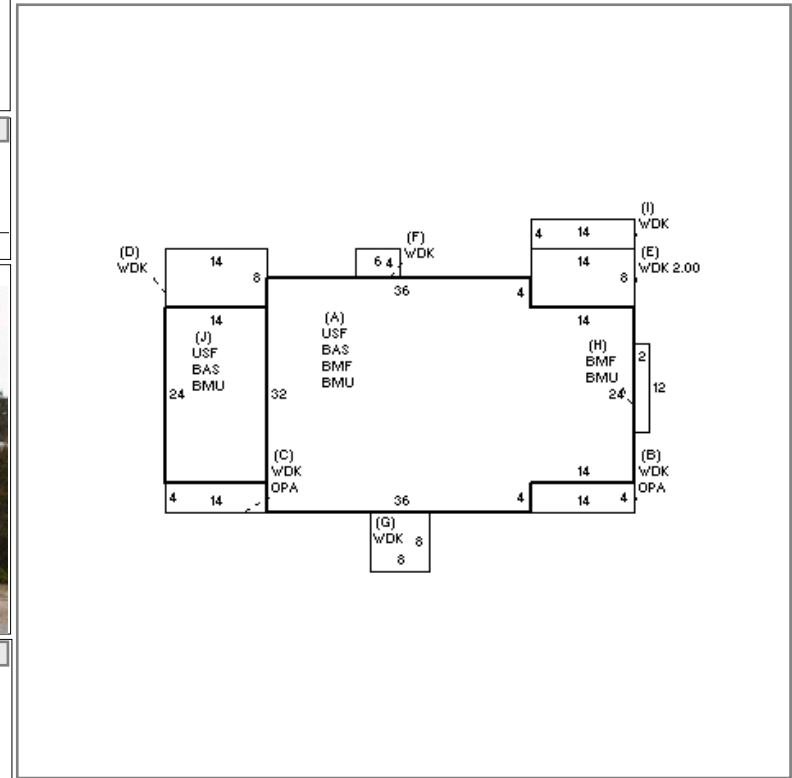 (I)
WDK
4 14
(F)
WDK
(D)
WDK
14
8
6 4
(E)
WDK 2.00
14
8
36
4
14
(J)
USF
BAS
BMU
(A)
USF
BAS
BMF
BMU
14
(H)
BMF
BMU
2
24
32
24
12
(C)
WDK
OPA
14
(B)
WDK
OPA
4 14
36
4
14 4
(G)
WDK 8
8